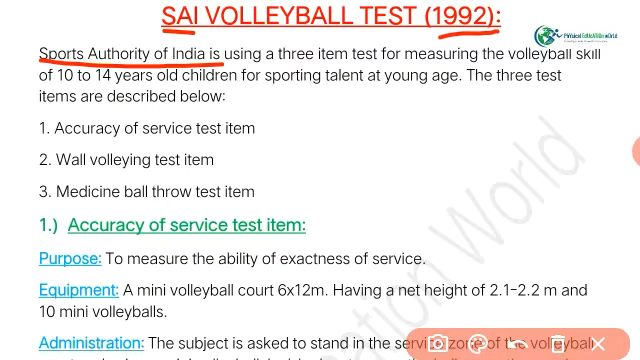 SAI VOLLEYBALL TEST (1992):
PHYSICAL EDUCATION WORLD
Sports Authority of India is using a three item test for measuring the volleyball skill
of 10 to 14 years old children for sporting talent at young age. The three test
items are described below:
1. Accuracy of service test item
2. Wall volleying test item
3. Medicine ball throw test item
1.) Accuracy of service test item:
Purpose: To measure the ability of exactness of service.
Equipment: A mini volleyball court 6x12m. Having a net height of 2.1-2.2 m and
10 mini volleyballs.
Administration: The subject is asked to stand in the service zone of the volleyball